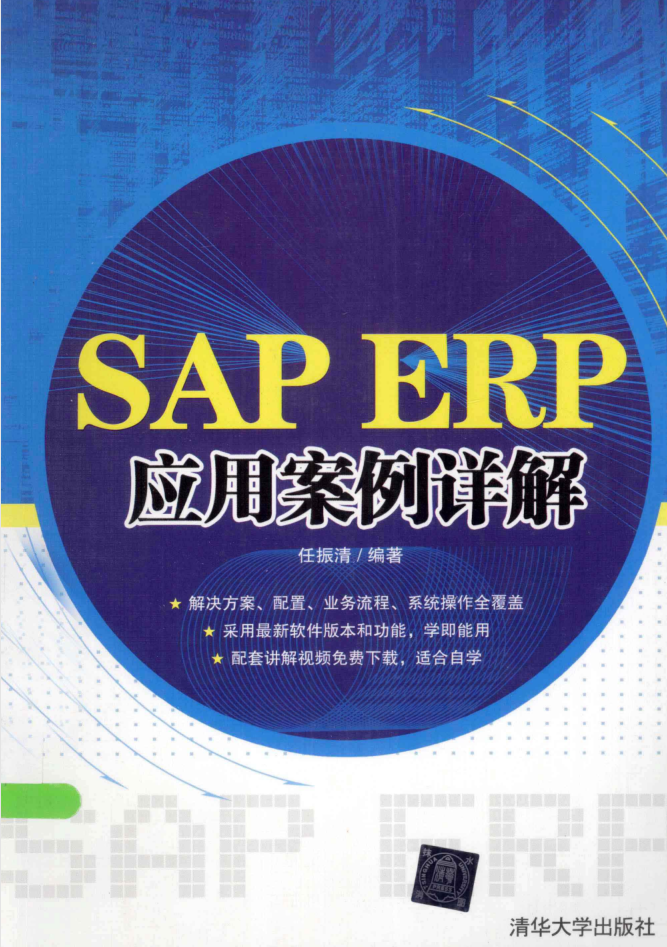 SAP ERP
应用案例详解
任振清 / 编著
★ 解决方案、配置、业务流程、系统操作全覆盖
★ 采用最新软件版本和功能，学即能用
★ 配套讲解视频免费下载，适合自学
SAP ERP
清华大学出版社